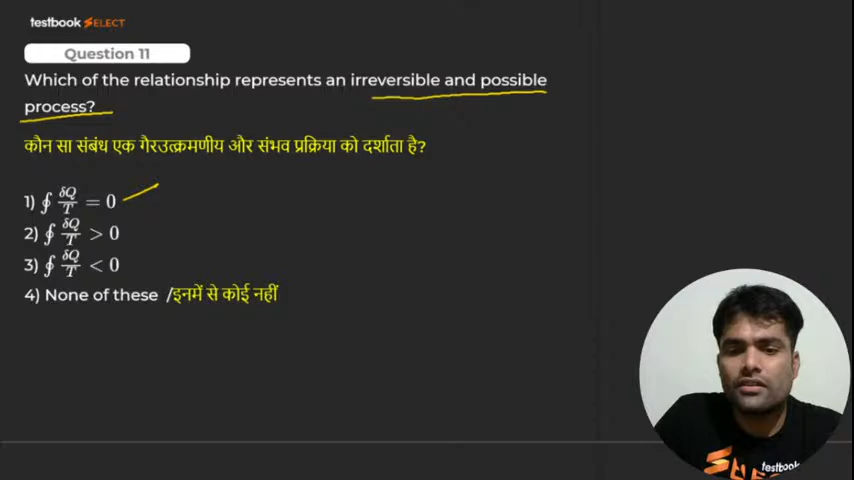 testbook SELECT
Question 11
Which of the relationship represents an irreversible and possible
process?
कौन सा संबंध एक गैरउत्क्रमणीय और संभव प्रक्रिया को दर्शाता है?
1) ∮ δQ/T = 0
2) ∮ δQ/T > 0
3) ∮ δQ/T < 0
4) None of these /इनमें से कोई नहीं
testbook